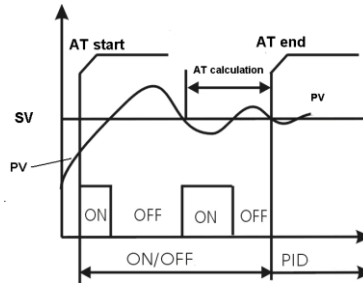 AT start
AT end
AT calculation
PV
SV
PV
ON OFF ON OFF
ON/OFF PID